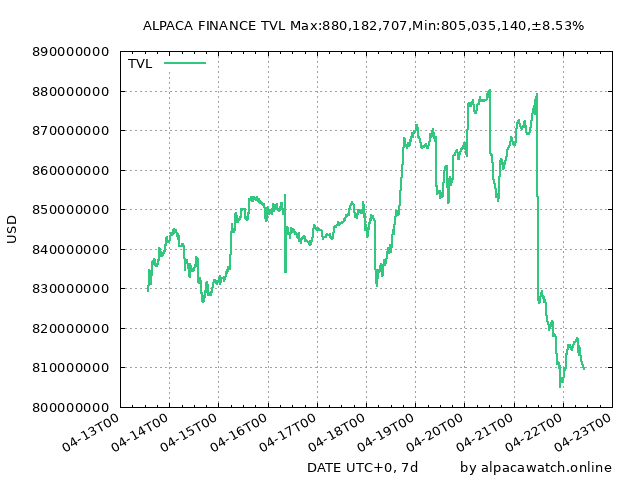 ALPACA FINANCE TVL Max:880,182,707,Min:805,035,140,±8.53%
890000000
TVL
880000000
870000000
860000000
850000000
USD
840000000
830000000
820000000
810000000
800000000
04-13T00 04-14T00 04-15T00 04-16T00 04-17T00 04-18T00 04-19T00 04-20T00 04-21T00 04-22T00 04-23T00
DATE UTC+0, 7d by alpacawatch.online